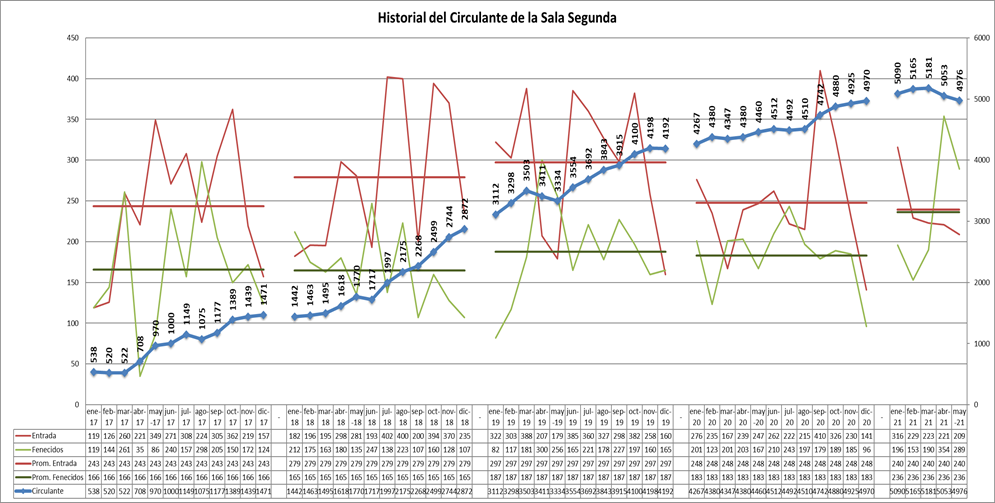 Historial del Circulante de la Sala Segunda
450 6000
400
350 5000
300 4000
250
200 3000
150 2000
100
50 1000
0 0
538 520 522 708 970 1000 1149 1075 1177 1389 1439 1471 1442 1463 1495 1618 1770 1717 1997 2175 2268 2499 2744 2872 3112 3298 3503 3411 3334 3554 3692 3843 3915 4100 4198 4192 4267 4380 4347 4380 4460 4512 4492 4510 4742 4880 4925 4970 5090 5165 5181 5053 4976
ene- feb- mar- abr- may jun- jul- ago- sep- oct- nov- dic- - ene- feb- mar- abr- may jun- jul- ago- sep- oct- nov- dic- - ene- feb- mar- abr- may jun- jul- ago- sep- oct- nov- dic- - ene- feb- mar- abr- may jun- jul- ago- sep- oct- nov- dic- - ene- feb- mar- abr- may
17 17 17 17 -17 17 17 17 17 17 17 17 18 18 18 18 -18 18 18 18 18 18 18 18 19 19 19 19 -19 19 19 19 19 19 19 19 20 20 20 20 -20 20 20 20 20 20 20 20 21 21 21 21 -21
Entrada 119 126 260 221 349 271 308 224 305 362 219 157 182 196 195 298 281 193 402 400 200 394 370 235 322 303 388 207 179 385 360 327 298 382 258 160 276 235 167 239 247 262 222 215 410 326 230 141 316 229 223 221 209
Fenecidos 119 144 261 35 86 240 157 298 205 150 172 124 212 175 163 180 135 247 138 223 107 160 128 107 82 117 181 300 256 165 221 178 227 197 160 165 201 123 201 203 167 210 243 197 179 189 185 96 196 153 190 354 289
Prom. Entrada 243 243 243 243 243 243 243 243 243 243 243 243 279 279 279 279 279 279 279 279 279 279 279 279 297 297 297 297 297 297 297 297 297 297 297 297 248 248 248 248 248 248 248 248 248 248 248 248 240 240 240 240 240
Prom. Fenecidos 166 166 166 166 166 166 166 166 166 166 166 166 165 165 165 165 165 165 165 165 165 165 165 165 187 187 187 187 187 187 187 187 187 187 187 187 183 183 183 183 183 183 183 183 183 183 183 183 236 236 236 236 236
Circulante 538 520 522 708 970 1000 1149 1075 1177 1389 1439 1471 1442 1463 1495 1618 1770 1717 1997 2175 2268 2499 2744 2872 3112 3298 3503 3411 3334 3554 3692 3843 3915 4100 4198 4192 4267 4380 4347 4380 4460 4512 4492 4510 4742 4880 4925 4970 5090 5165 5181 5053 4976